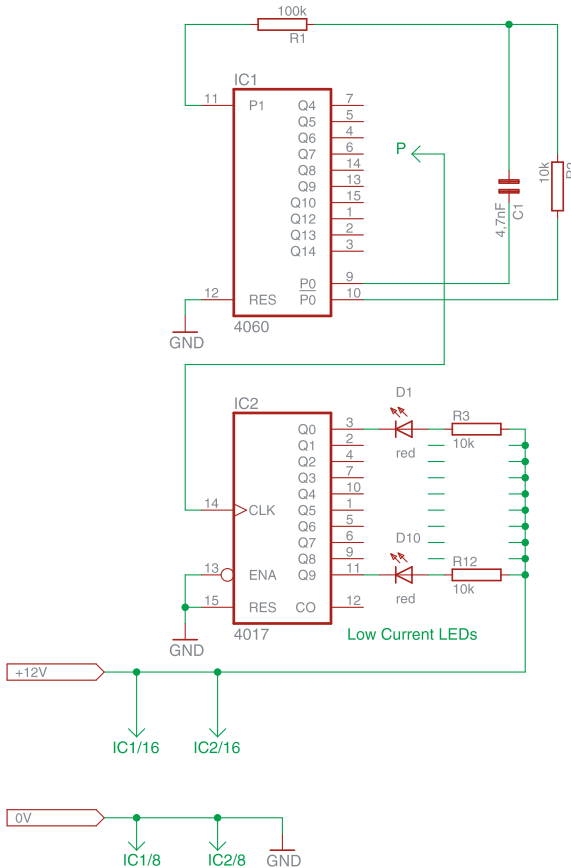 100k
R1
IC1
11
P1
Q4
7
Q5
5
Q6
4
Q7
6
Q8
14
Q9
13
Q10
15
Q12
1
Q13
2
Q14
3
P0
9
12
RES
P0
10
4060
GND
P
4,7nF
C1
10k
IC2
Q0
3
Q1
2
Q2
4
Q3
7
Q4
10
14
CLK
Q5
1
Q6
5
Q7
6
Q8
9
13
ENA
Q9
11
15
RES
CO
12
4017
GND
D1
red
R3
10k
D10
red
R12
10k
Low Current LEDs
+12V
IC1/16
IC2/16
0V
IC1/8
IC2/8
GND